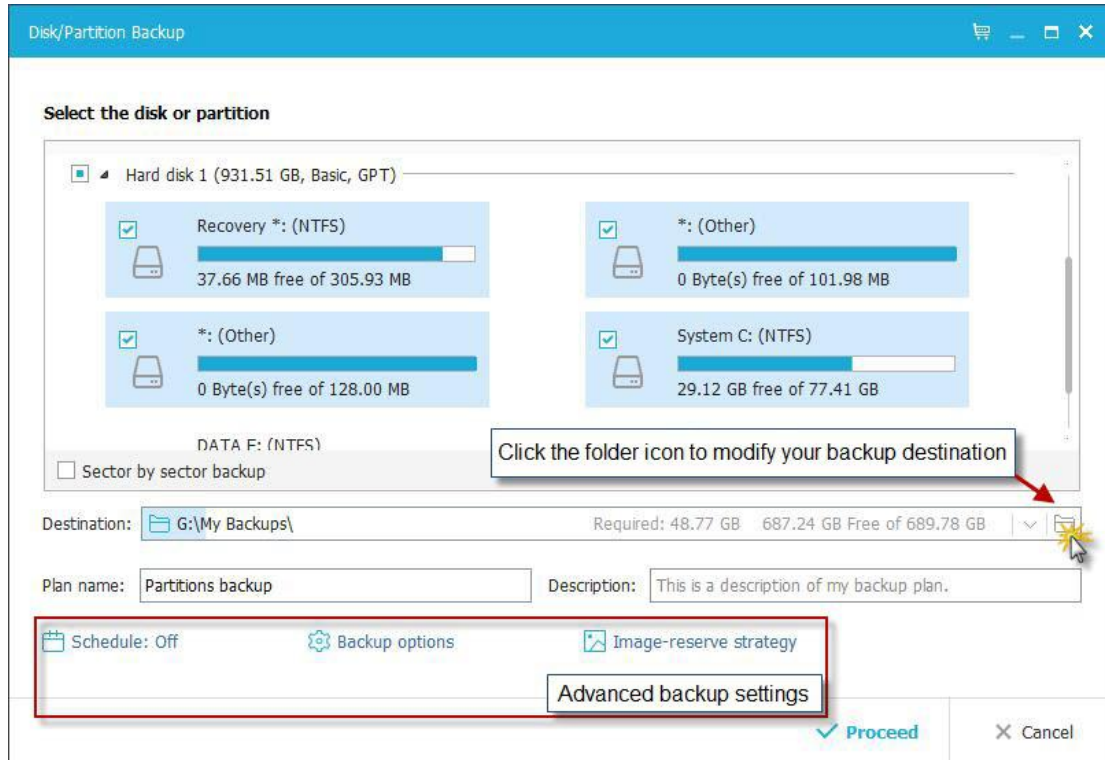 Disk/Partition Backup
Select the disk or partition
Hard disk 1 (931.51 GB, Basic, GPT)
Recovery *: (NTFS)
37.66 MB free of 305.93 MB
*: (Other)
0 Byte(s) free of 101.98 MB
*: (Other)
0 Byte(s) free of 128.00 MB
System C: (NTFS)
29.12 GB free of 77.41 GB
DATA E: (NTFS)
Click the folder icon to modify your backup destination
Sector by sector backup
Destination: G:\My Backups\ Required: 48.77 GB 687.24 GB Free of 689.78 GB
Plan name: Partitions backup Description: This is a description of my backup plan.
Schedule: Off Backup options Image-reserve strategy
Advanced backup settings
Proceed Cancel